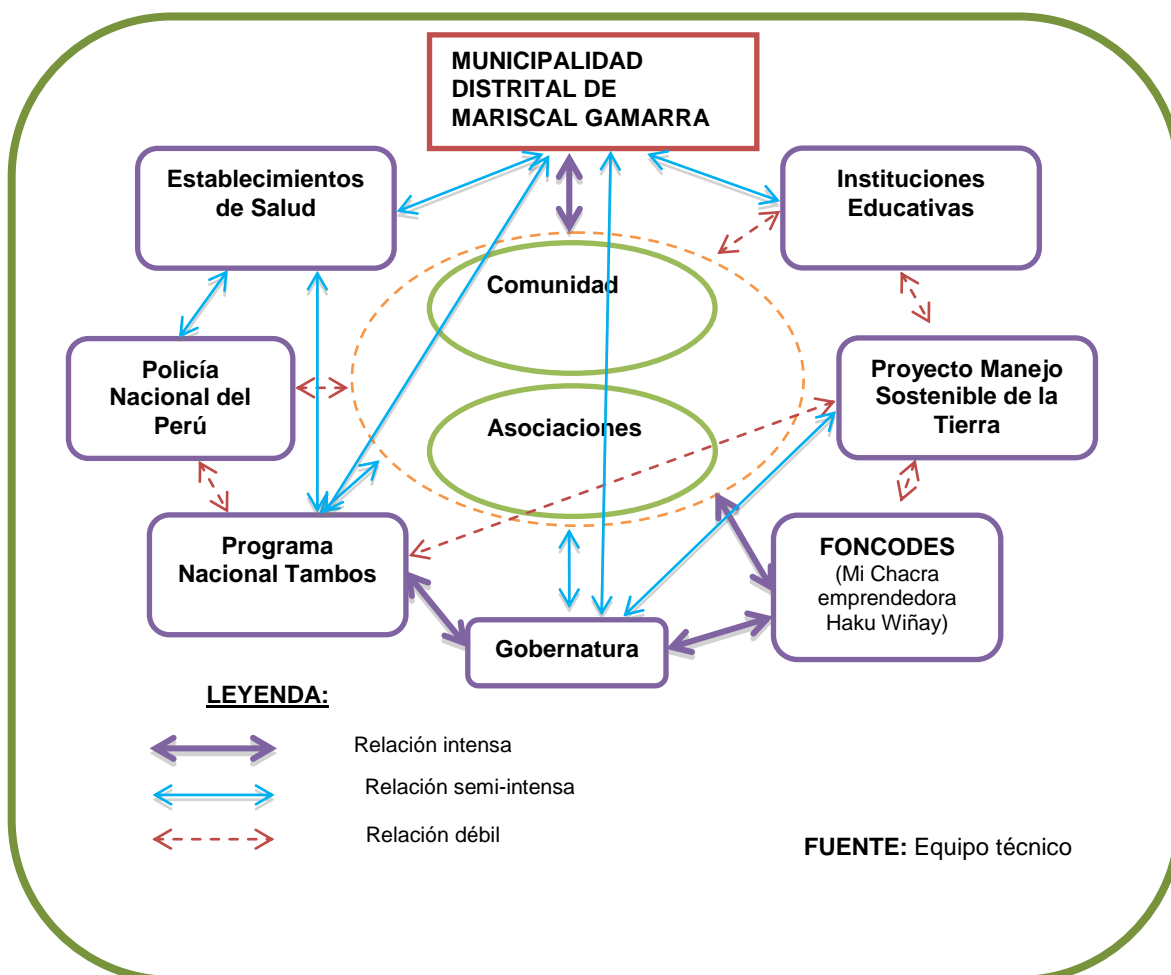 MUNICIPALIDAD
DISTRITAL DE
MARISCAL GAMARRA
Establecimientos
de Salud
Instituciones
Educativas
Comunidad
Policía
Nacional del
Perú
Proyecto Manejo
Sostenible de la
Tierra
Asociaciones
Programa
Nacional Tambos
FONCODES
(Mi Chacra
emprendedora
Haku Wiñay)
Gobernatura
LEYENDA:
Relación intensa
Relación semi-intensa
Relación débil
FUENTE: Equipo técnico